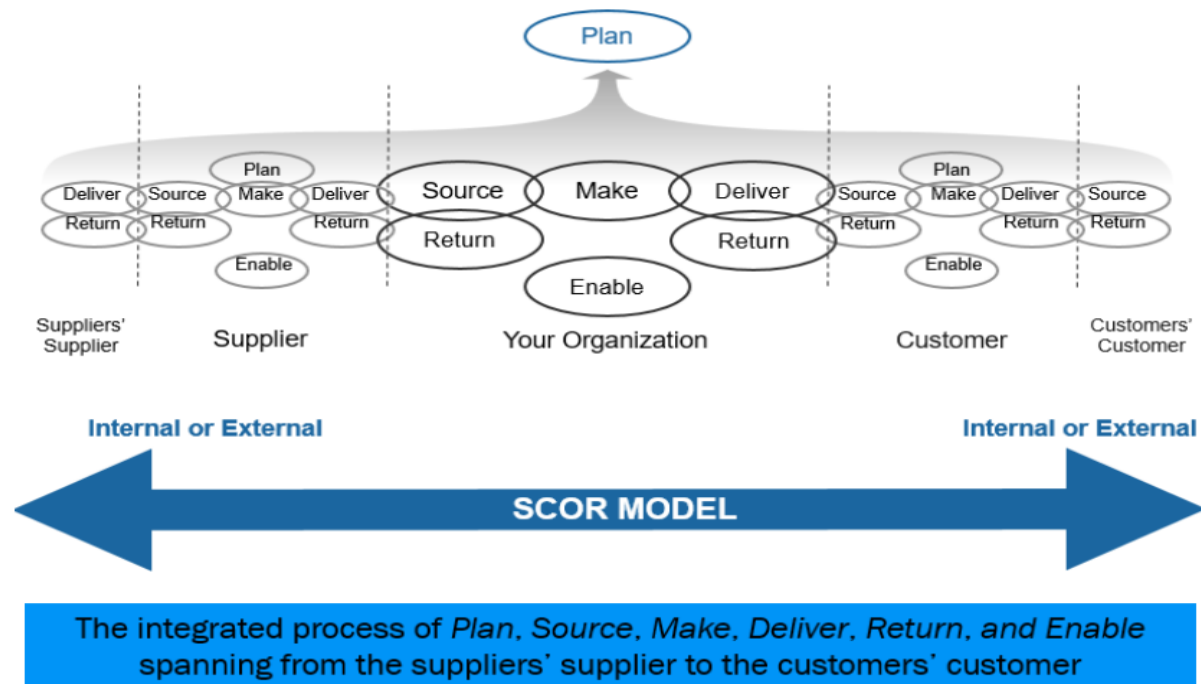 Plan
Plan
Plan
Deliver Source Make Deliver Source Make Deliver Source Make Deliver Source
Return Return Return Return Return Return Return Return
Enable Enable Enable
Suppliers'
Supplier
Supplier
Your Organization
Customer
Customers'
Customer
Internal or External
Internal or External
SCOR MODEL
The integrated process of Plan, Source, Make, Deliver, Return, and Enable
spanning from the suppliers' supplier to the customers' customer